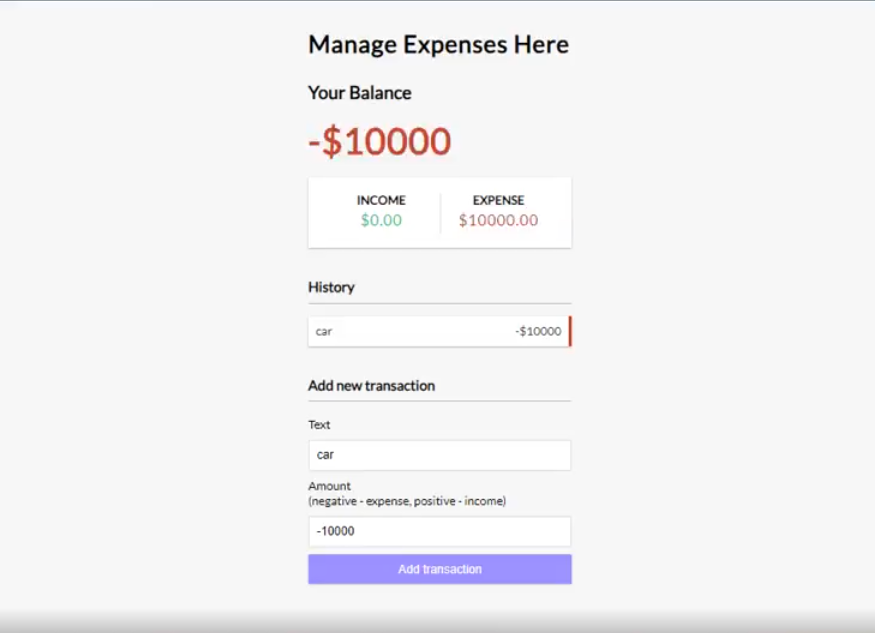 Manage Expenses Here
Your Balance
-$10000
INCOME EXPENSE
$0.00 $10000.00
History
car -$10000
Add new transaction
Text
car
Amount
(negative - expense, positive - income)
-10000
Add transaction